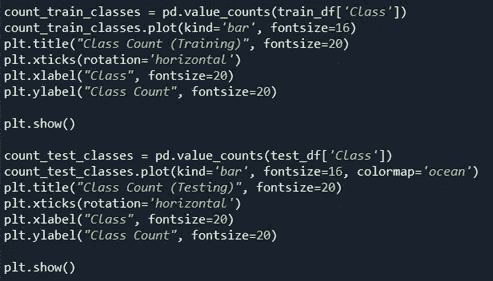 count_train_classes = pd.value_counts(train_df['Class'])
count_train_classes.plot(kind='bar', fontsize=16)
plt.title("Class Count (Training)", fontsize=20)
plt.xticks(rotation='horizontal')
plt.xlabel("Class", fontsize=20)
plt.ylabel("Class Count", fontsize=20)

plt.show()

count_test_classes = pd.value_counts(test_df['Class'])
count_test_classes.plot(kind='bar', fontsize=16, colormap='ocean')
plt.title("Class Count (Testing)", fontsize=20)
plt.xticks(rotation='horizontal')
plt.xlabel("Class", fontsize=20)
plt.ylabel("Class Count", fontsize=20)

plt.show()